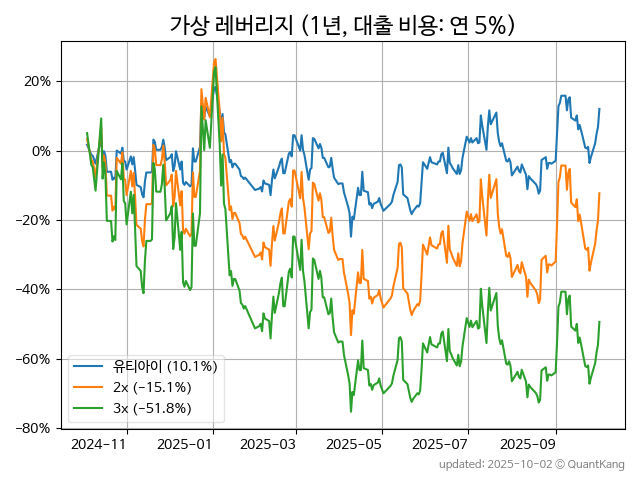 가상 레버리지 (1년, 대출 비용: 연 5%)
20%
0%
−20%
−40%
−60%
−80%
유티아이 (10.1%)
2x (−15.1%)
3x (−51.8%)
2024-11 2025-01 2025-03 2025-05 2025-07 2025-09
updated: 2025-10-02 © QuantKang